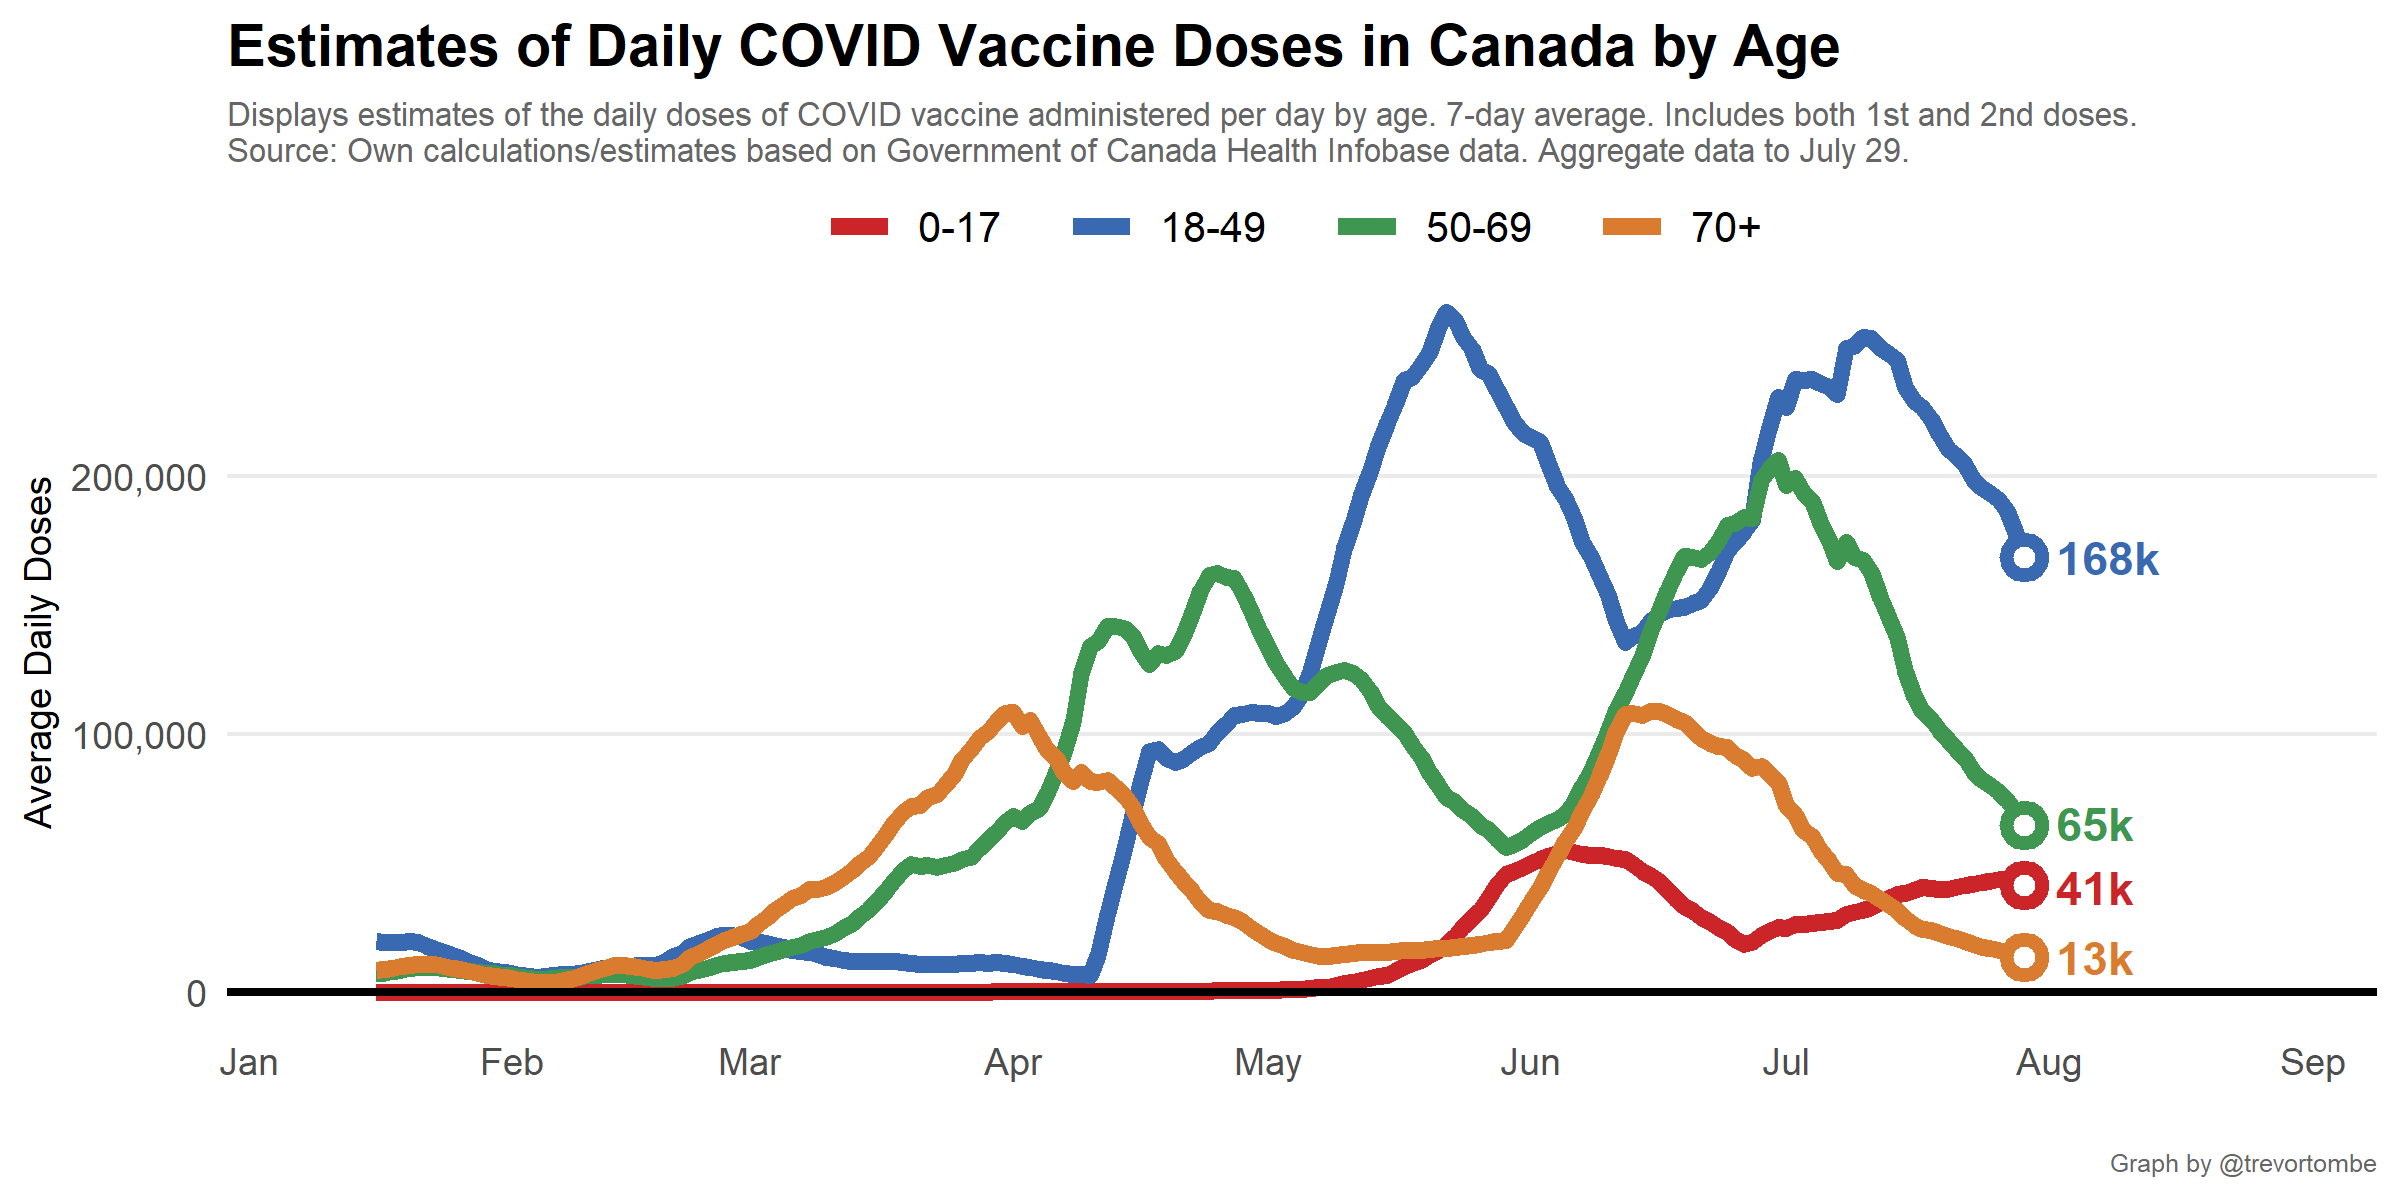 Estimates of Daily COVID Vaccine Doses in Canada by Age
Displays estimates of the daily doses of COVID vaccine administered per day by age. 7-day average. Includes both 1st and 2nd doses.
Source: Own calculations/estimates based on Government of Canada Health Infobase data. Aggregate data to July 29.
0-17 18-49 50-69 70+
Average Daily Doses
200,000
100,000
0
168k
65k
41k
13k
Jan Feb Mar Apr May Jun Jul Aug Sep
Graph by @trevortombe